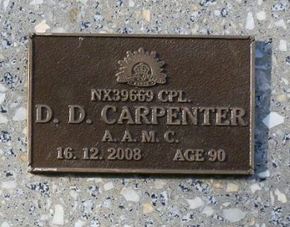 NX39669 CPL.
D. D. CARPENTER
A. A. M. C.
16. 12. 2008 AGE 90